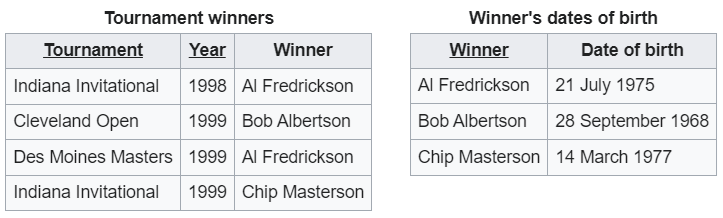 Tournament winners
Tournament Year Winner
Indiana Invitational 1998 Al Fredrickson
Cleveland Open 1999 Bob Albertson
Des Moines Masters 1999 Al Fredrickson
Indiana Invitational 1999 Chip Masterson
Winner's dates of birth
Winner Date of birth
Al Fredrickson 21 July 1975
Bob Albertson 28 September 1968
Chip Masterson 14 March 1977